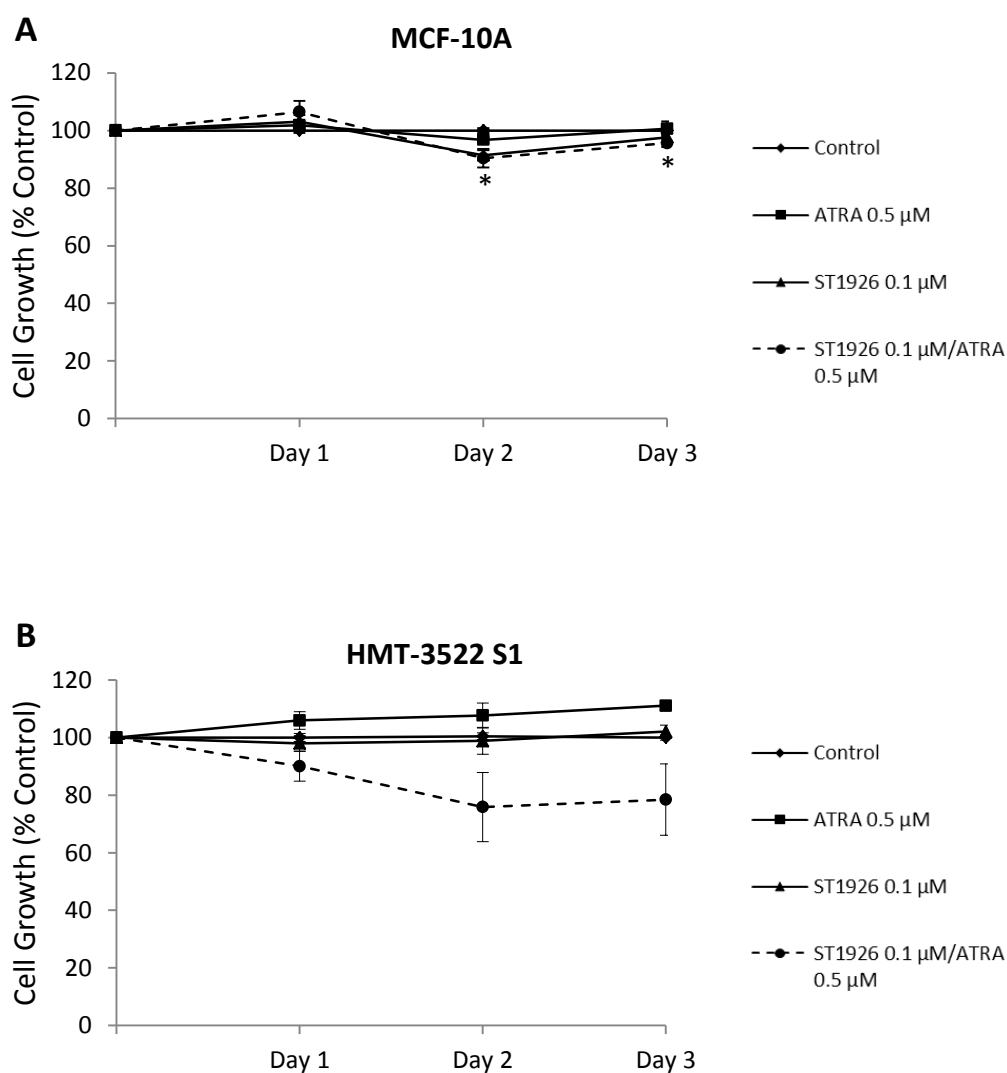 A
MCF-10A
Cell Growth (% Control)
120
100
80
60
40
20
0
*
*
Day 1
Day 2
Day 3
Control
ATRA 0.5 µM
ST1926 0.1 µM
ST1926 0.1 µM/ATRA
0.5 µM
B
HMT-3522 S1
Cell Growth (% Control)
120
100
80
60
40
20
0
Day 1
Day 2
Day 3
Control
ATRA 0.5 µM
ST1926 0.1 µM
ST1926 0.1 µM/ATRA
0.5 µM